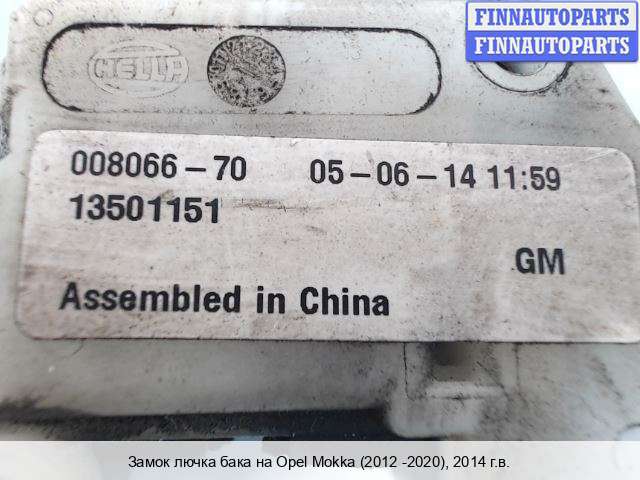 FINNAUTOPARTS
FINNAUTOPARTS
HELLA
008066-70 05-06-14 11:59
13501151
GM
Assembled in China
Замок лючка бака на Opel Mokka (2012 -2020), 2014 г.в.